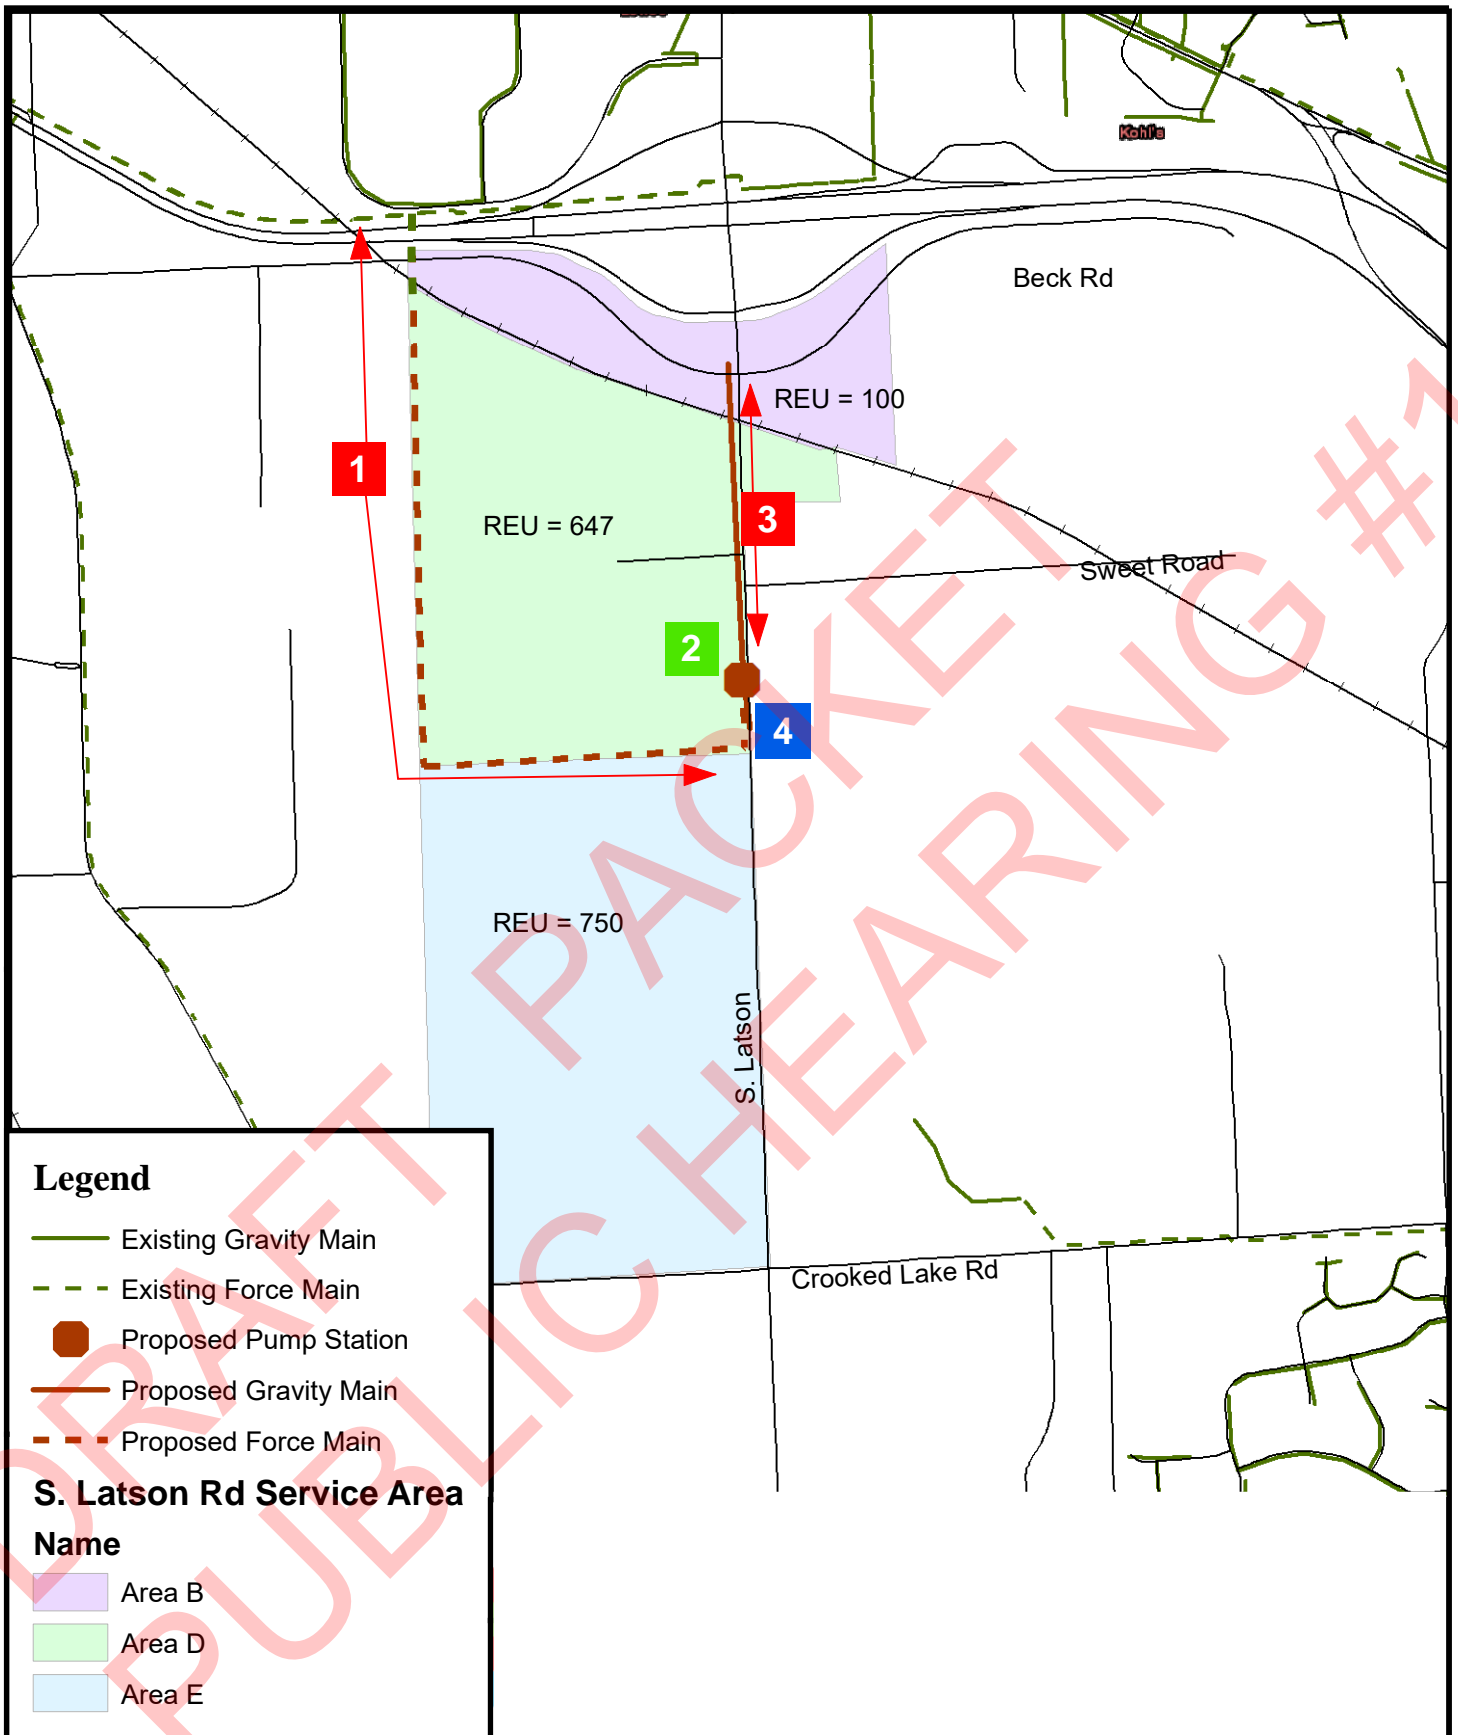 Kohl's
Beck Rd
REU = 100
1
REU = 647
3
Sweet Road
2
4
REU = 750
S. Latson
Crooked Lake Rd
DRAFT PACKET #1
PUBLIC HEARING
Legend
Existing Gravity Main
Existing Force Main
Proposed Pump Station
Proposed Gravity Main
Proposed Force Main
S. Latson Rd Service Area
Name
Area B
Area D
Area E